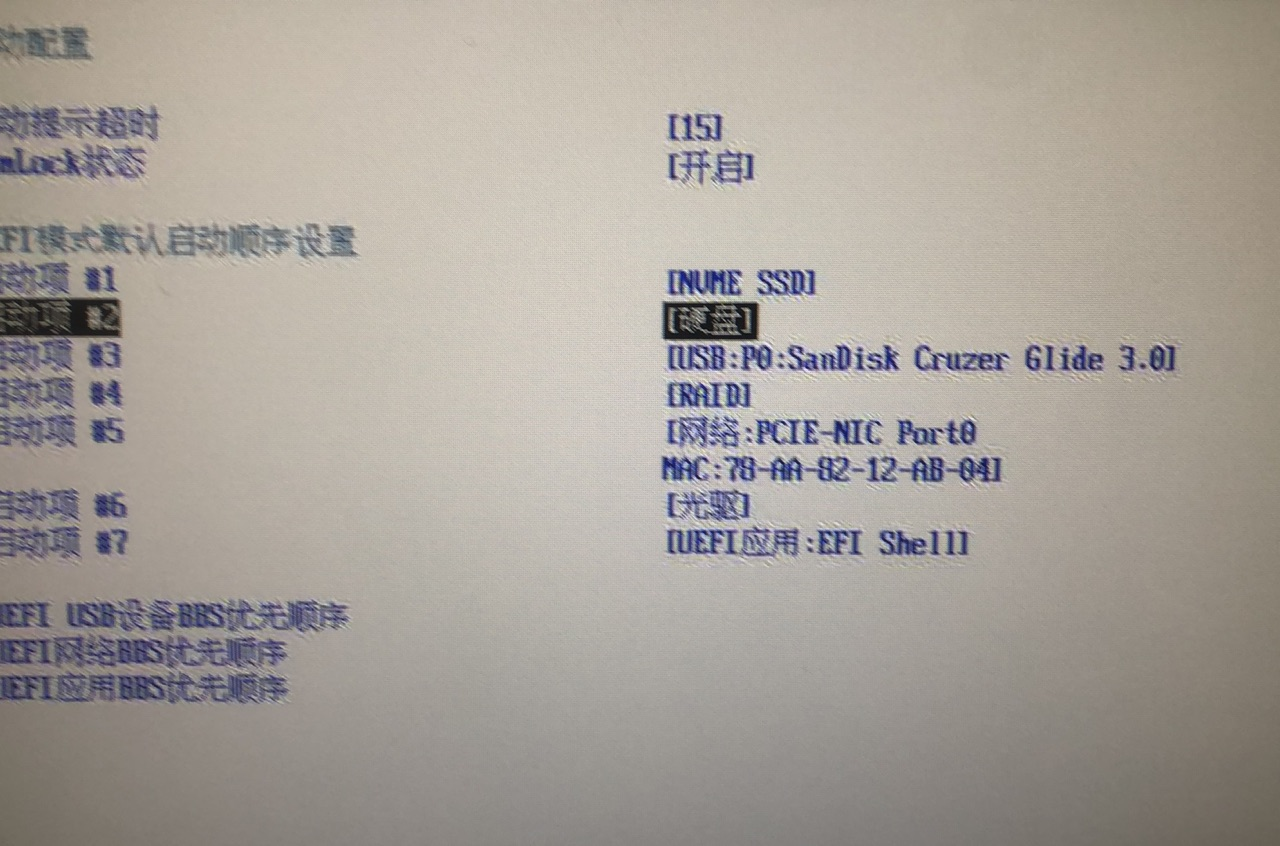 动配置
动提示超时 [15]
mLock状态 [开启]
EFI模式默认启动顺序设置
启动项 #1 [NVME SSD]
启动项 #2 [硬盘]
启动项 #3 [USB:P0:SanDisk Cruzer Glide 3.0]
启动项 #4 [RAID]
启动项 #5 [网络:PCIE-NIC Port0
MAC:78-AA-82-12-AB-04]
启动项 #6 [光驱]
启动项 #7 [UEFI应用:EFI Shell]
UEFI USB设备BBS优先顺序
UEFI网络BBS优先顺序
UEFI应用BBS优先顺序